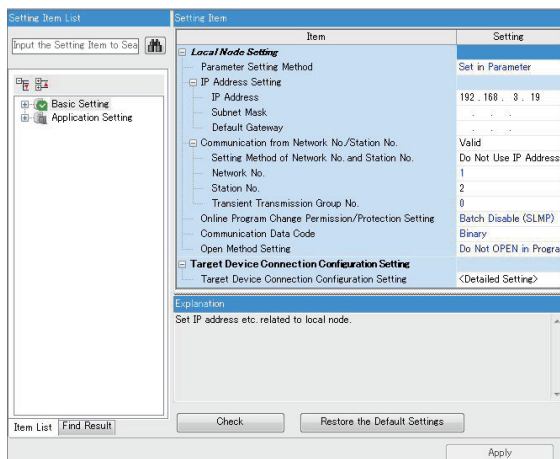 Setting Item List
Input the Setting Item to Sea
Basic Setting
Application Setting
Item List
Find Result
Setting Item
Item Setting
Local Node Setting
Parameter Setting Method Set in Parameter
IP Address Setting
IP Address 192 . 168 . 3 . 19
Subnet Mask . . .
Default Gateway . . .
Communication from Network No./Station No. Valid
Setting Method of Network No. and Station No. Do Not Use IP Address
Network No. 1
Station No. 2
Transient Transmission Group No. 0
Online Program Change Permission/Protection Setting Batch Disable (SLMP)
Communication Data Code Binary
Open Method Setting Do Not OPEN in Progra
Target Device Connection Configuration Setting
Target Device Connection Configuration Setting <Detailed Setting>
Explanation
Set IP address etc. related to local node.
Check
Restore the Default Settings
Apply